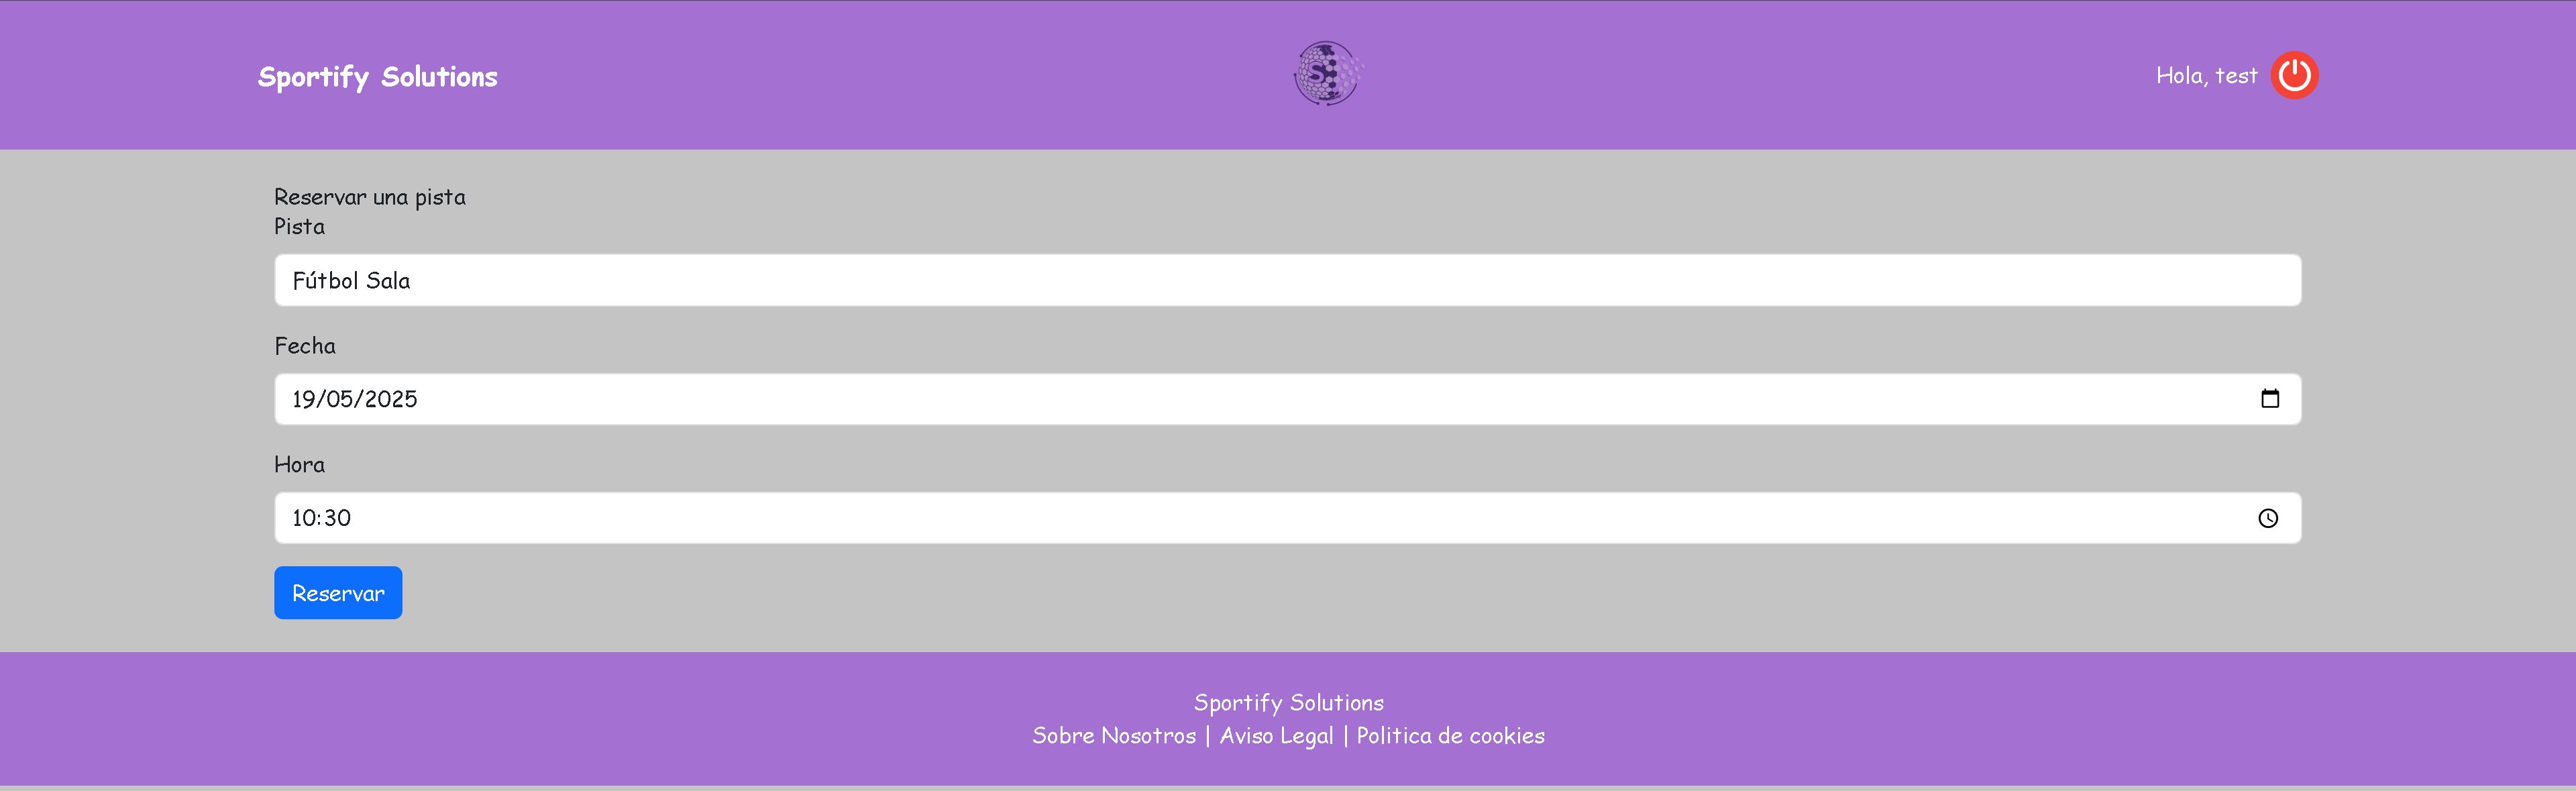 Sportify Solutions
S
Hola, test
Reservar una pista
Pista
Fútbol Sala
Fecha
19/05/2025
Hora
10:30
Reservar
Sportify Solutions
Sobre Nosotros | Aviso Legal | Politica de cookies